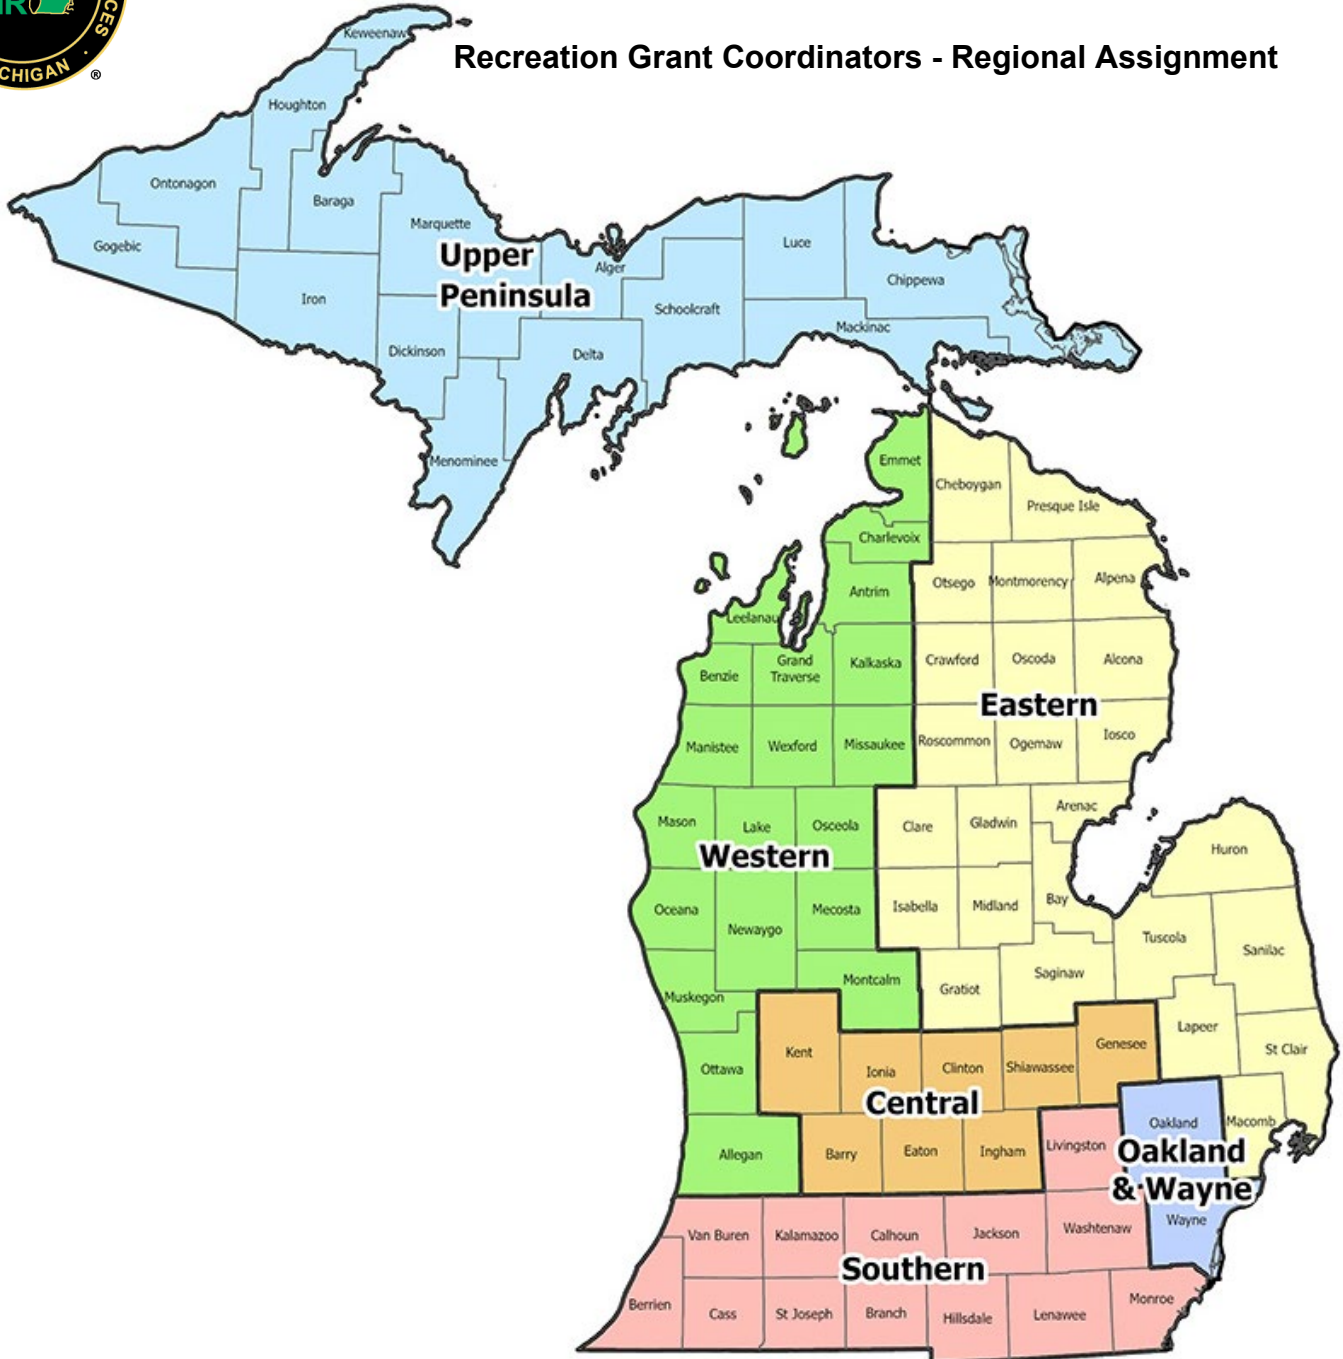 CHIGAN
CES
®
Recreation Grant Coordinators - Regional Assignment
Keweenaw
Houghton
Ontonagon
Baraga
Gogebic
Marquette
Upper
Peninsula
Alger
Luce
Chippewa
Iron
Schoolcraft
Mackinac
Dickinson
Delta
Menominee
Emmet
Cheboygan
Presque Isle
Charlevoix
Antrim
Otsego
Montmorency
Alpena
Leelanau
Benzie
Grand
Traverse
Kalkaska
Crawford
Oscoda
Alcona
Eastern
Manistee
Wexford
Missaukee
Roscommon
Ogemaw
Iosco
Mason
Lake
Osceola
Clare
Gladwin
Arenac
Western
Huron
Oceana
Newaygo
Mecosta
Isabella
Midland
Bay
Tuscola
Sanilac
Muskegon
Montcalm
Gratiot
Saginaw
Lapeer
St Clair
Kent
Ionia
Clinton
Shiawassee
Genesee
Ottawa
Central
Allegan
Barry
Eaton
Ingham
Livingston
Oakland
Macomb
Oakland
& Wayne
Wayne
Van Buren
Kalamazoo
Calhoun
Jackson
Washtenaw
Southern
Berrien
Cass
St Joseph
Branch
Hillsdale
Lenawee
Monroe